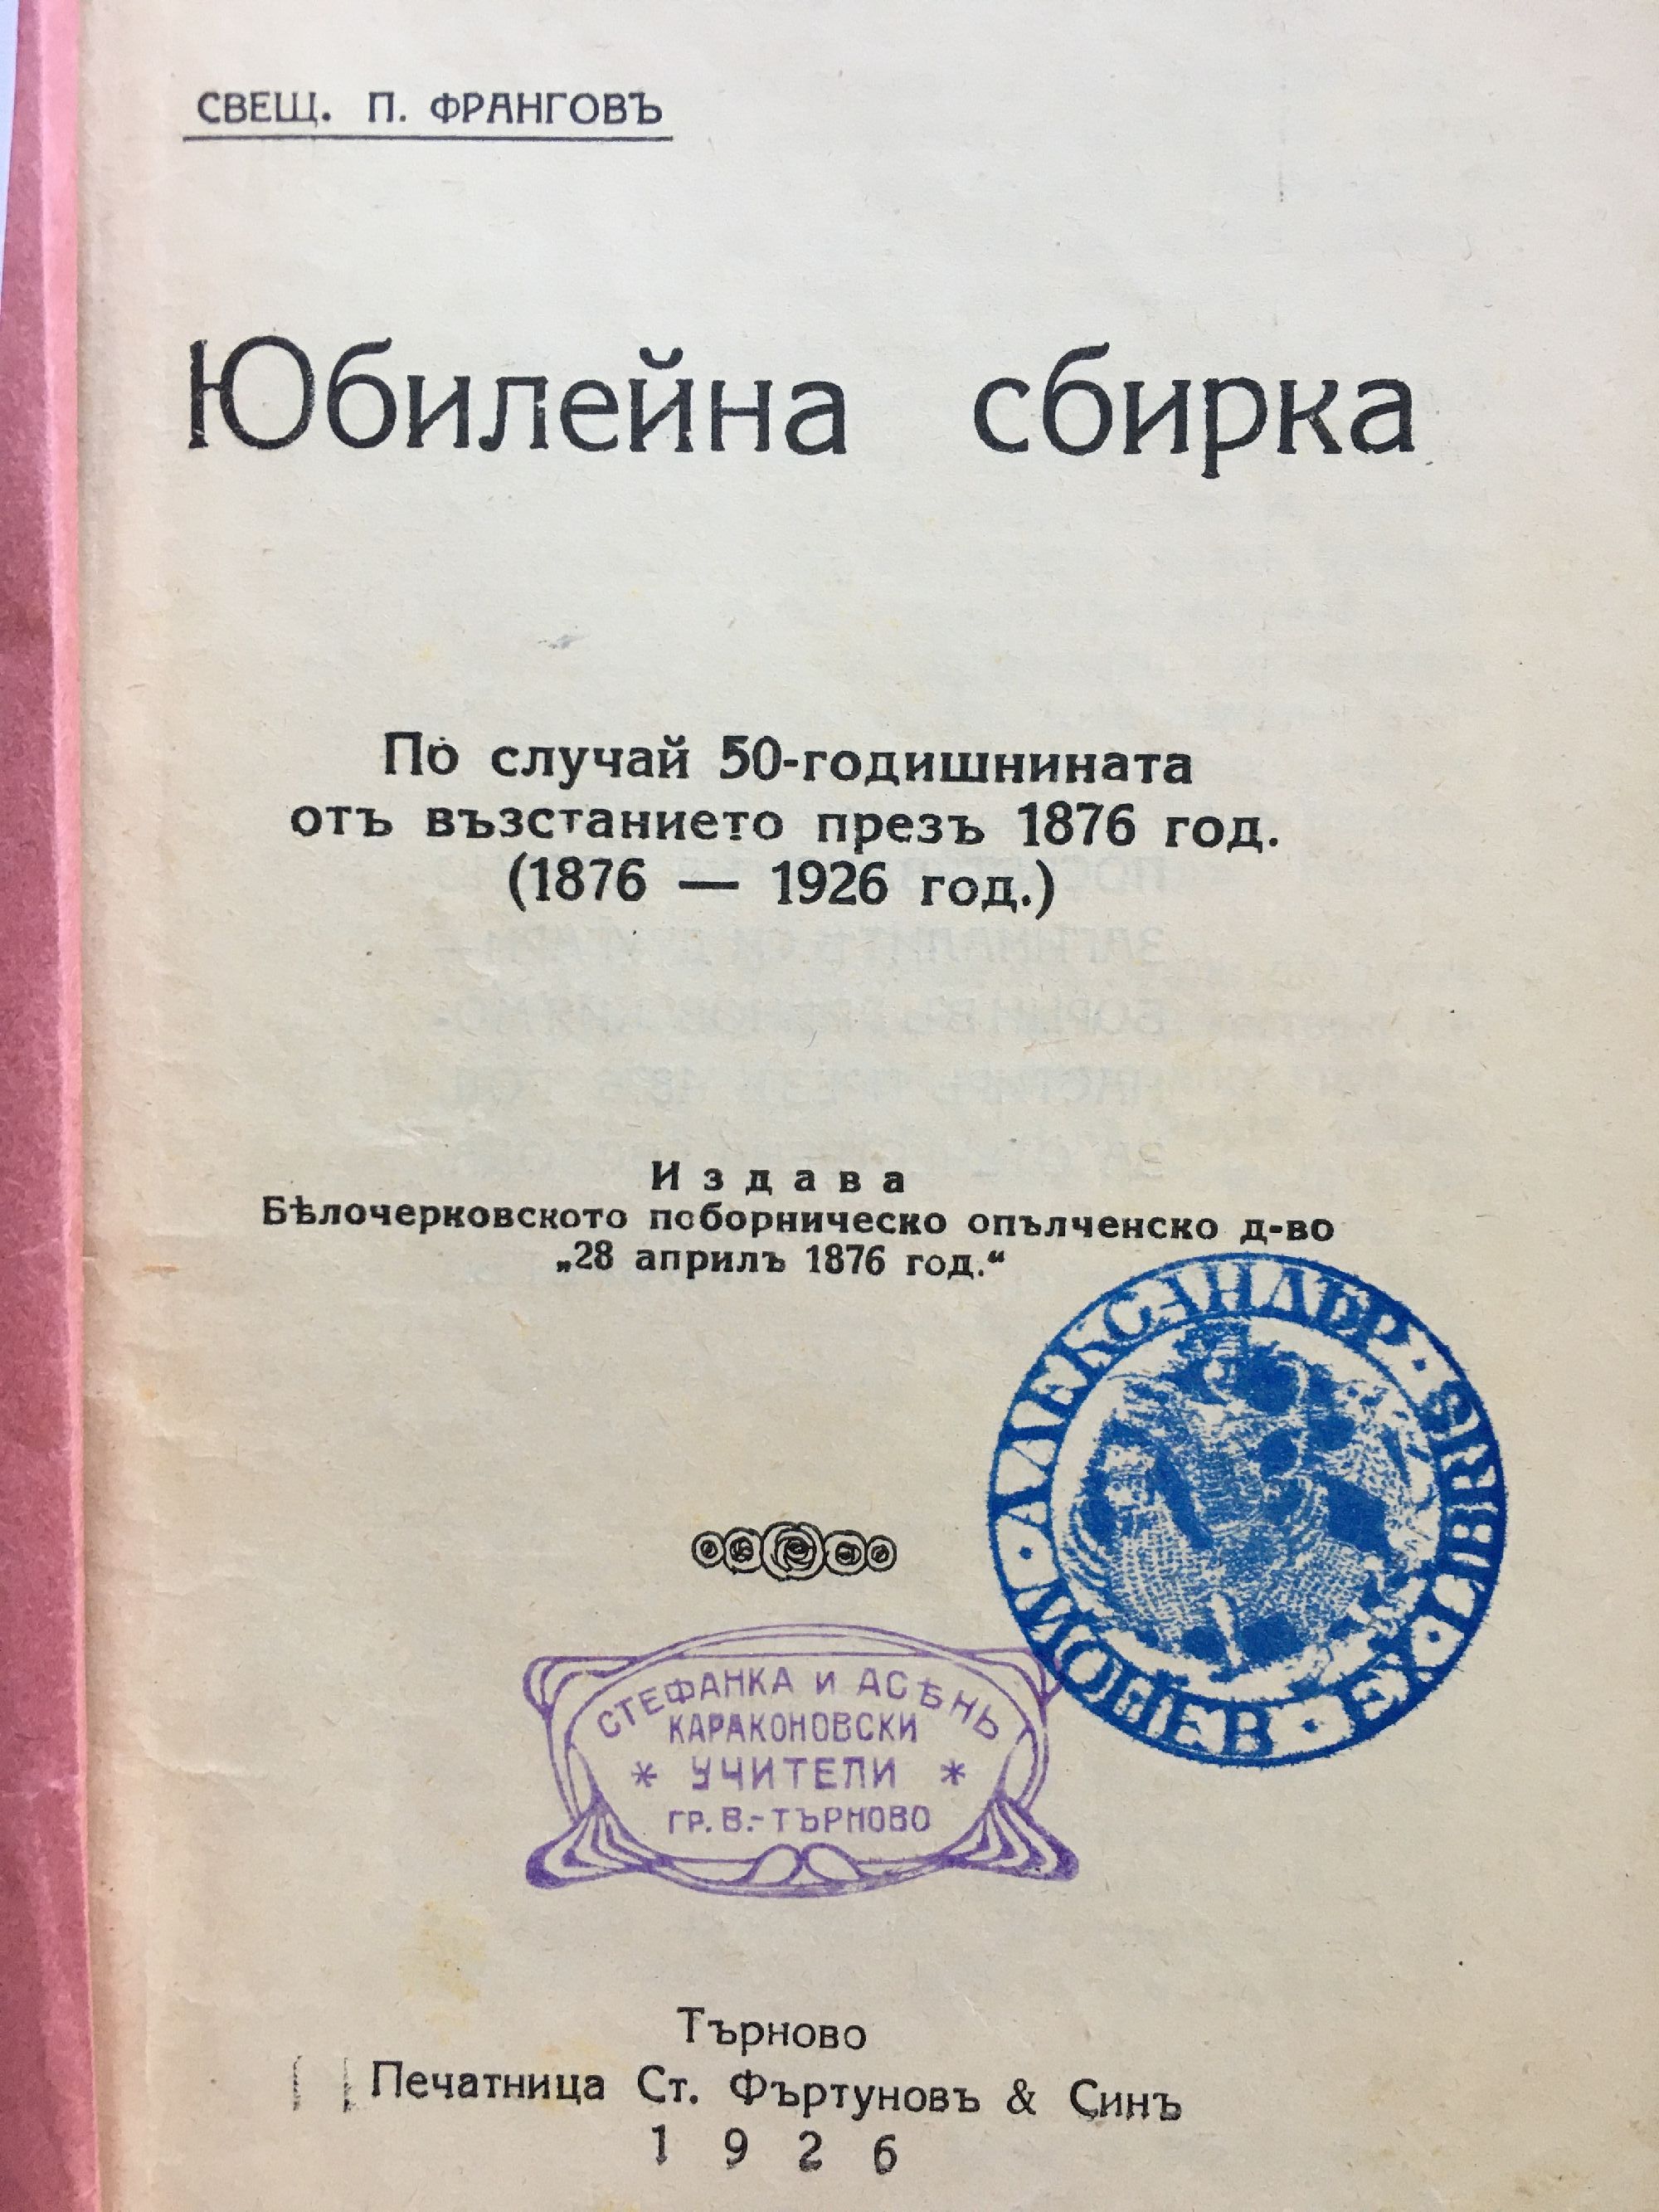 СВЕЩ. П. ФРАНГОВЪ
Юбилейна сбирка
По случай 50-годишнината
отъ възстанието презъ 1876 год.
(1876 — 1926 год.)
Издава
Бѣлочерковското поборническо опълченско д-во
„28 априлъ 1876 год.“
АЛЕКСАНДЪР · EX · LIBRIS · МОЦЕВ ·
СТЕФАНКА И АСѢНЬ
КАРАКОНОВСКИ
* УЧИТЕЛИ *
ГР. В.-ТЪРНОВО
Търново
Печатница Ст. Фъртуновъ & Синъ
1926